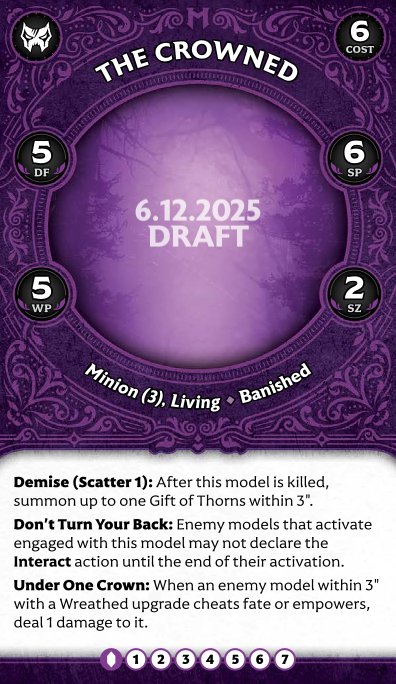 THE CROWNED
6
COST
5
DF
6
SP
6.12.2025
DRAFT
5
WP
2
SZ
Minion (3), Living ◆ Banished
Demise (Scatter 1): After this model is killed,
summon up to one Gift of Thorns within 3".
Don't Turn Your Back: Enemy models that activate
engaged with this model may not declare the
Interact action until the end of their activation.
Under One Crown: When an enemy model within 3"
with a Wreathed upgrade cheats fate or empowers,
deal 1 damage to it.
1 2 3 4 5 6 7